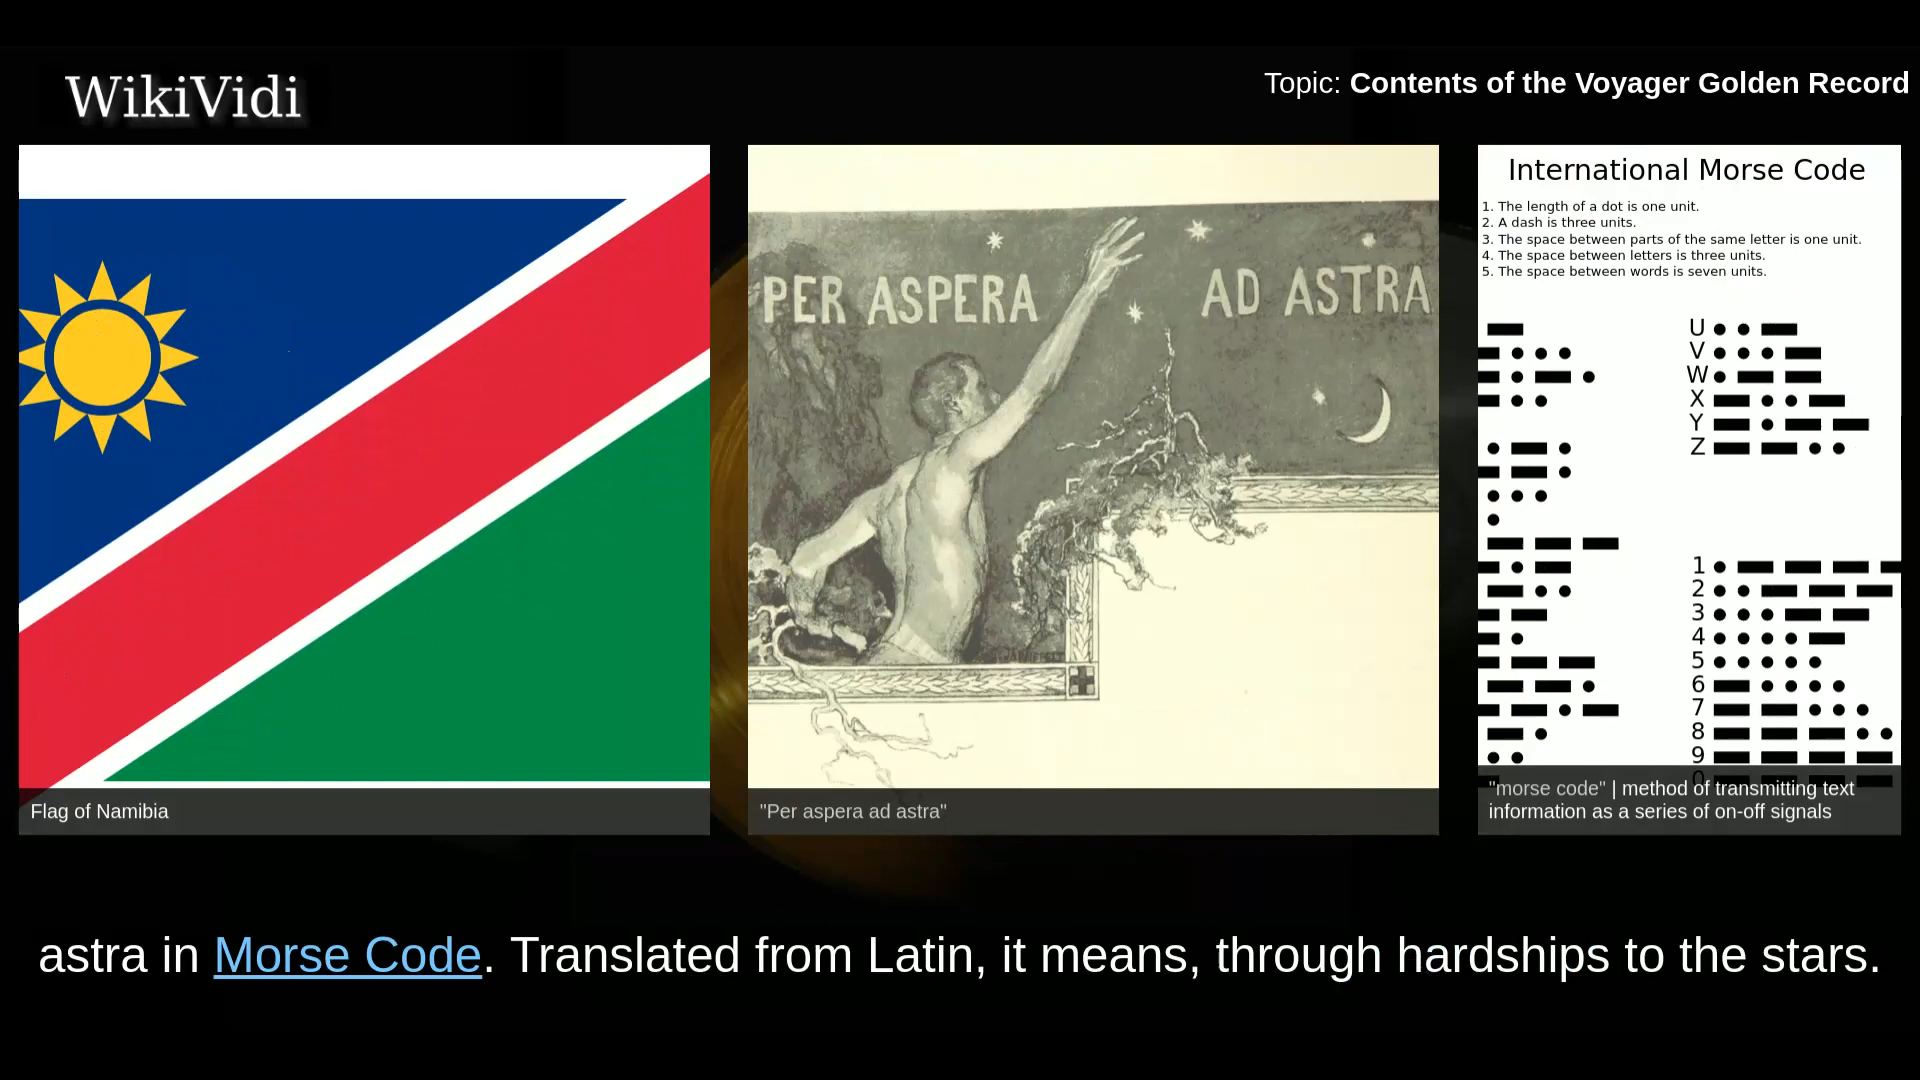 WikiVidi
Topic: Contents of the Voyager Golden Record
PER ASPERA AD ASTRA
International Morse Code
1. The length of a dot is one unit.
2. A dash is three units.
3. The space between parts of the same letter is one unit.
4. The space between letters is three units.
5. The space between words is seven units.
U
V
W
X
Y
Z
1
2
3
4
5
6
7
8
9
0
Flag of Namibia
"Per aspera ad astra"
"morse code" | method of transmitting text
information as a series of on-off signals
astra in Morse Code. Translated from Latin, it means, through hardships to the stars.